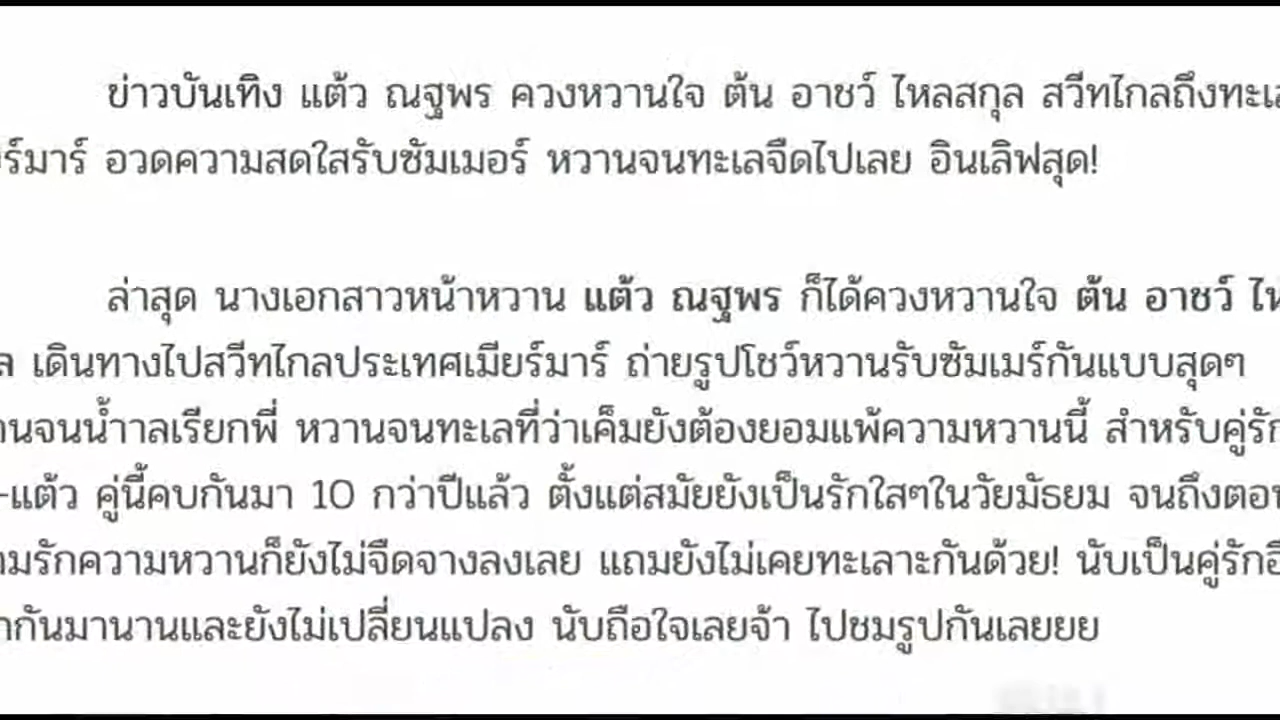 ข่าวบันเทิง แต้ว ณฐพร ควงหวานใจ ต้น อาชว์ ไหลสกุล สวีทไกลถึงทะเล
ร์มาร์ อวดความสดใสรับซัมเมอร์ หวานจนทะเลจืดไปเลย อินเลิฟสุด!
ล่าสุด นางเอกสาวหน้าหวาน แต้ว ณฐพร ก็ได้ควงหวานใจ ต้น อาชว์ ไห
ล เดินทางไปสวีทไกลประเทศเมียร์มาร์ ถ่ายรูปโชว์หวานรับซัมเมร์กันแบบสุดๆ
านจนน้ำาาลเรียกพี่ หวานจนทะเลที่ว่าเค็มยังต้องยอมแพ้ความหวานนี้ สำหรับคู่รัก
-แต้ว คู่นี้คบกันมา 10 กว่าปีแล้ว ตั้งแต่สมัยยังเป็นรักใสๆในวัยมัธยม จนถึงตอน
ามรักความหวานก็ยังไม่จืดจางลงเลย แถมยังไม่เคยทะเลาะกันด้วย! นับเป็นคู่รักอี
กกันมานานและยังไม่เปลี่ยนแปลง นับถือใจเลยจ้า ไปชมรูปกันเลยยย